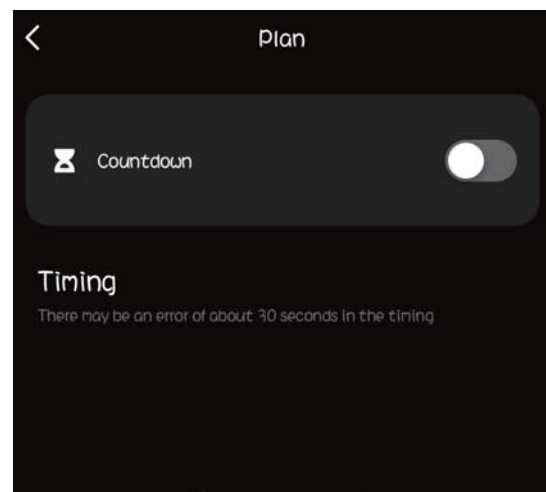 Plan
Countdown
Timing
There may be an error of about 30 seconds in the timing